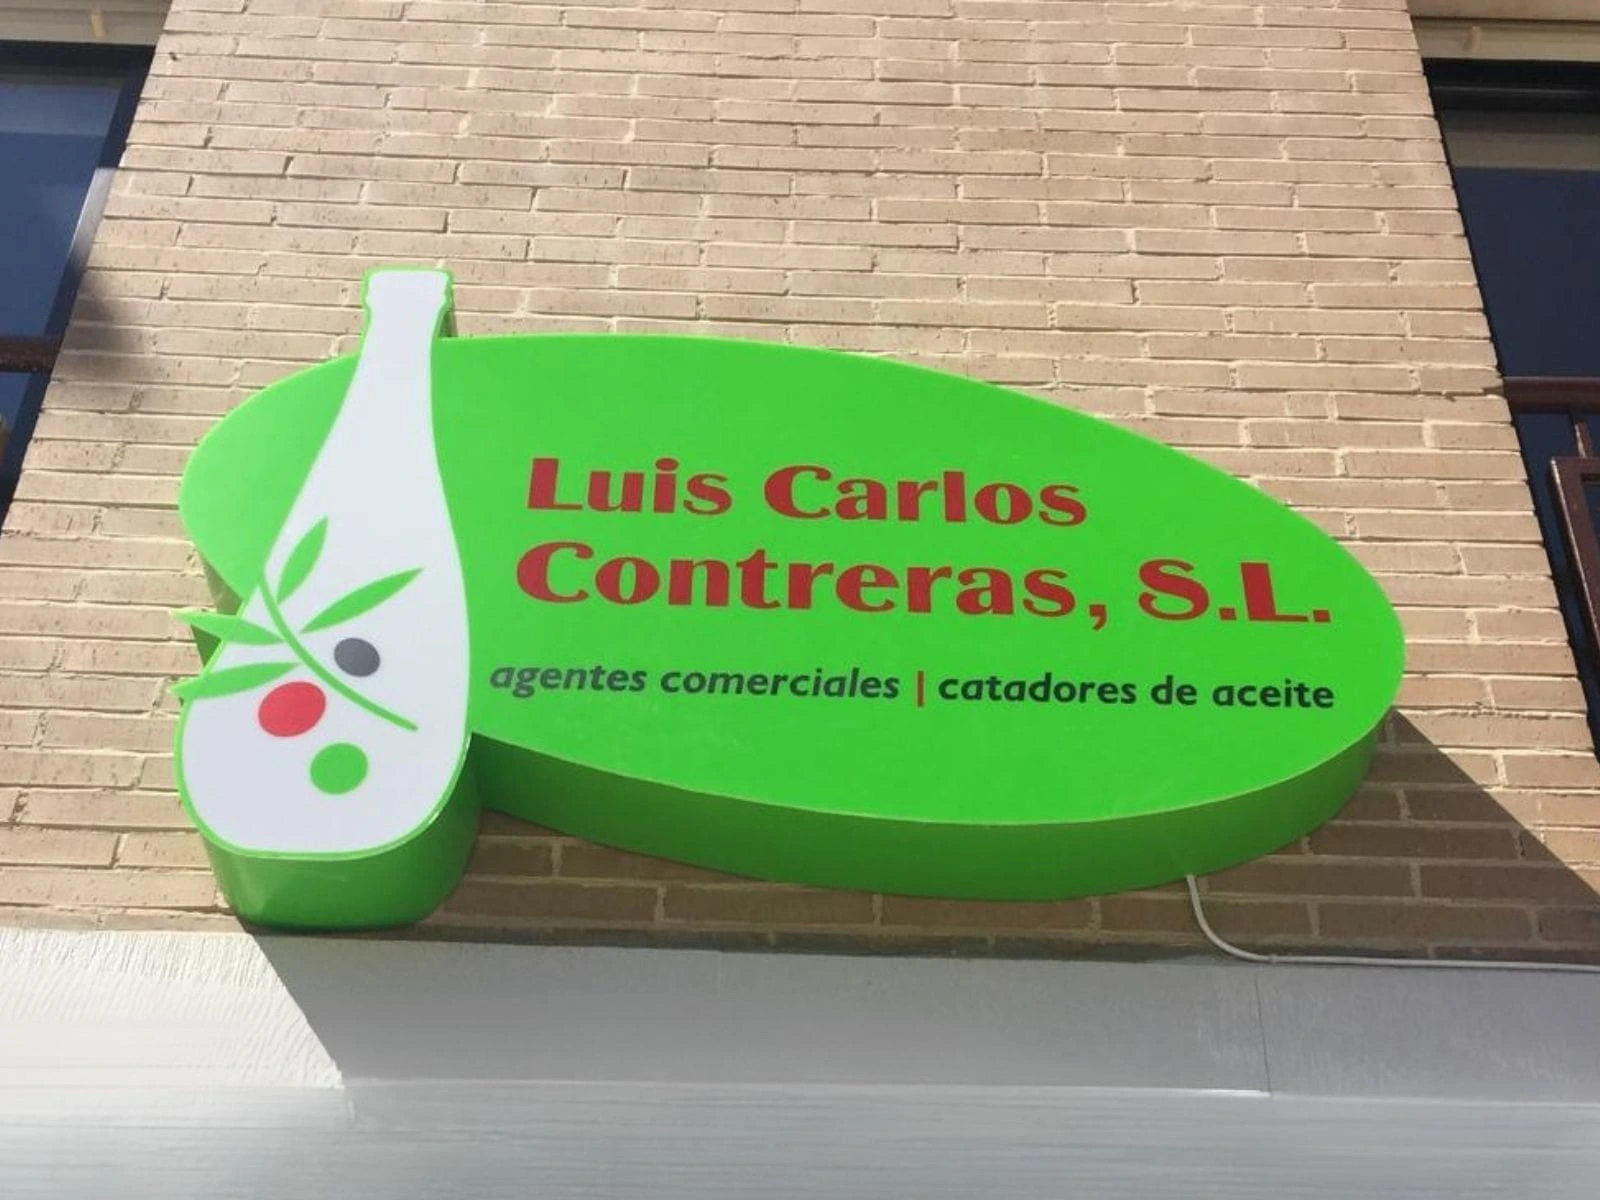 Luis Carlos
Contreras, S.L.
agentes comerciales | catadores de aceite